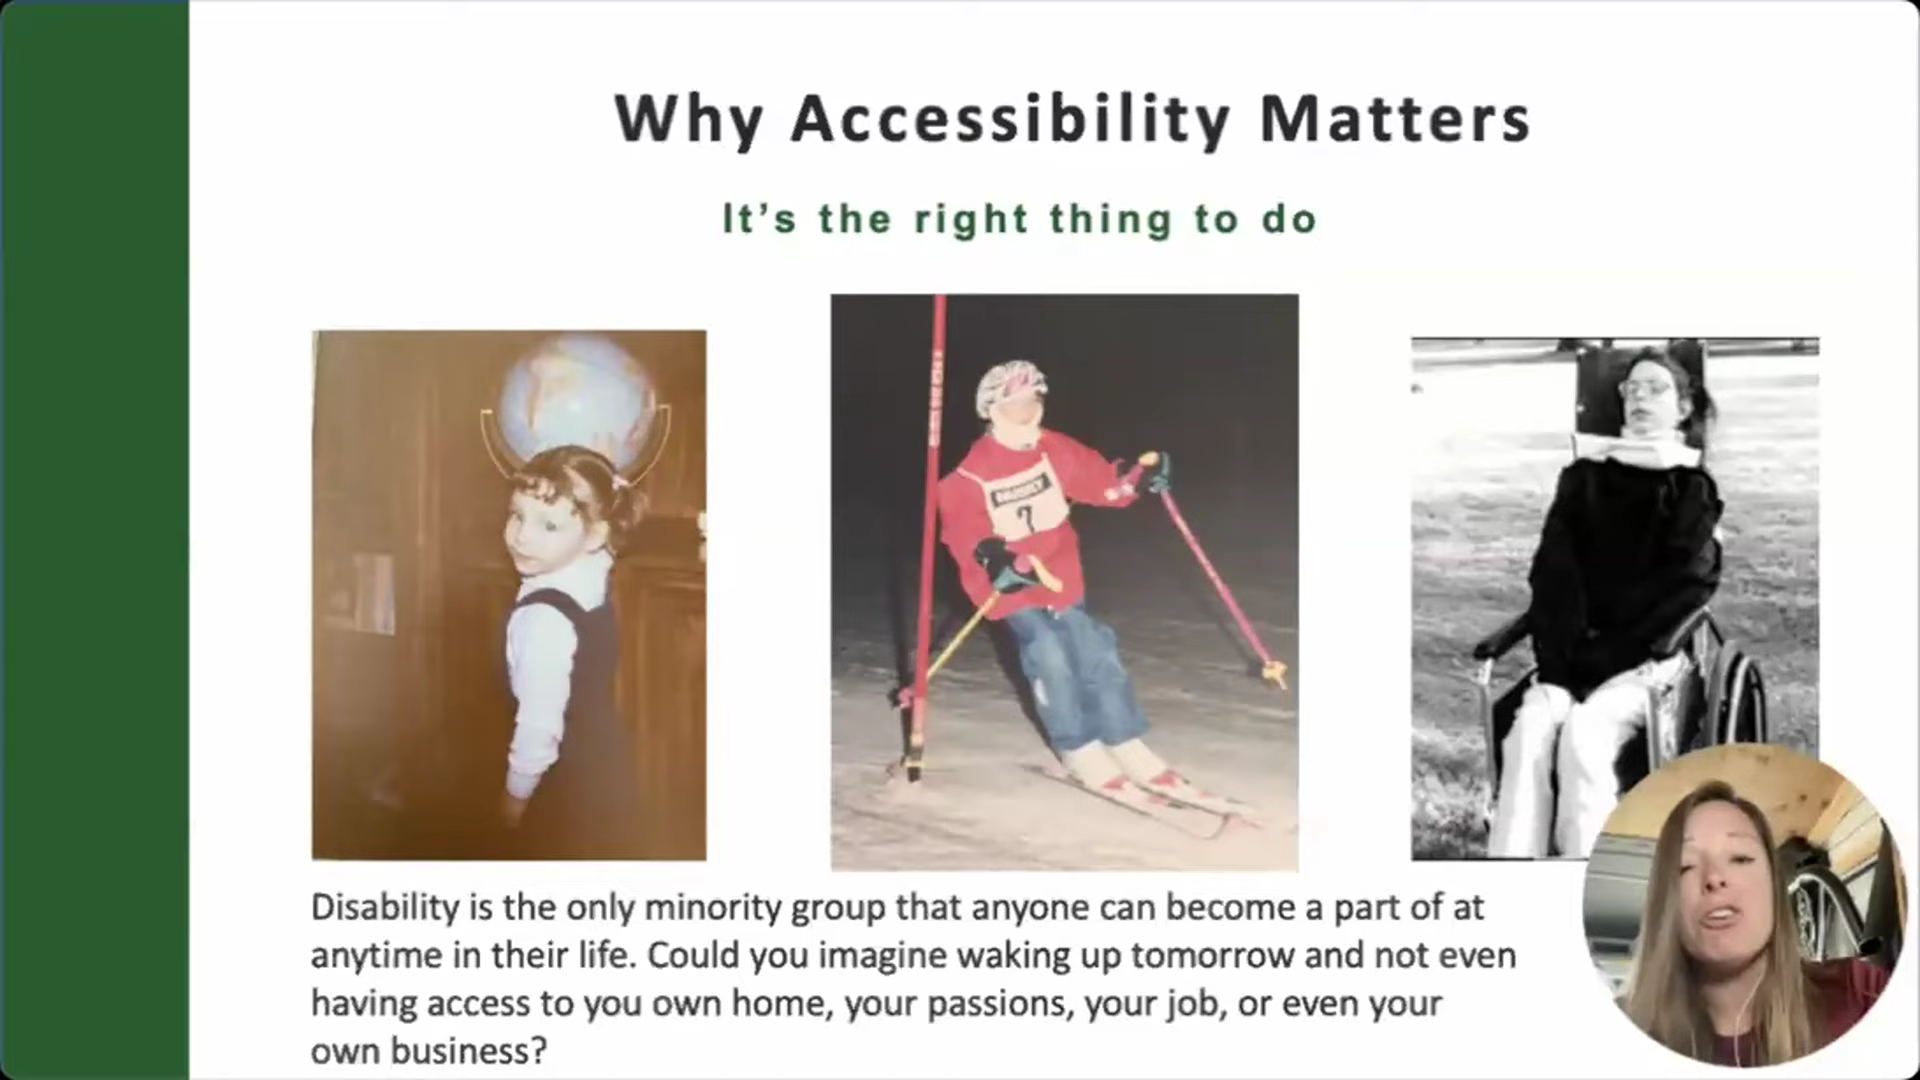 Why Accessibility Matters
It’s the right thing to do
7
Disability is the only minority group that anyone can become a part of at
anytime in their life. Could you imagine waking up tomorrow and not even
having access to you own home, your passions, your job, or even your
own business?